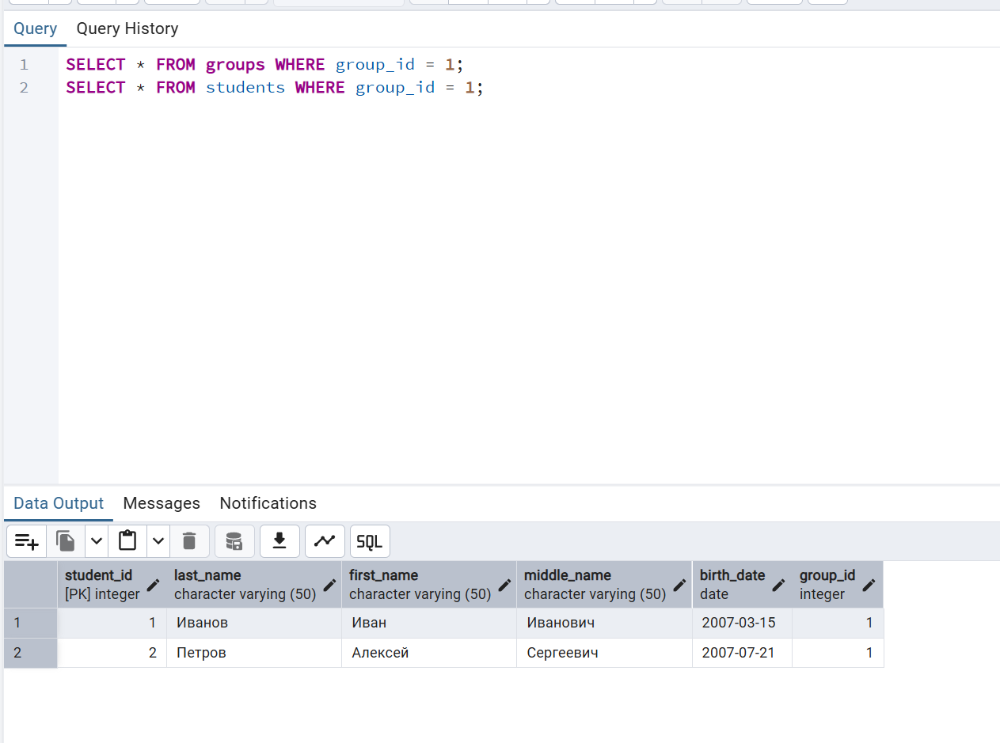 Query Query History
1 SELECT * FROM groups WHERE group_id = 1;
2 SELECT * FROM students WHERE group_id = 1;
Data Output Messages Notifications
SQL
student_id last_name first_name middle_name birth_date group_id
[PK] integer character varying (50) character varying (50) character varying (50) date integer
1 1 Иванов Иван Иванович 2007-03-15 1
2 2 Петров Алексей Сергеевич 2007-07-21 1